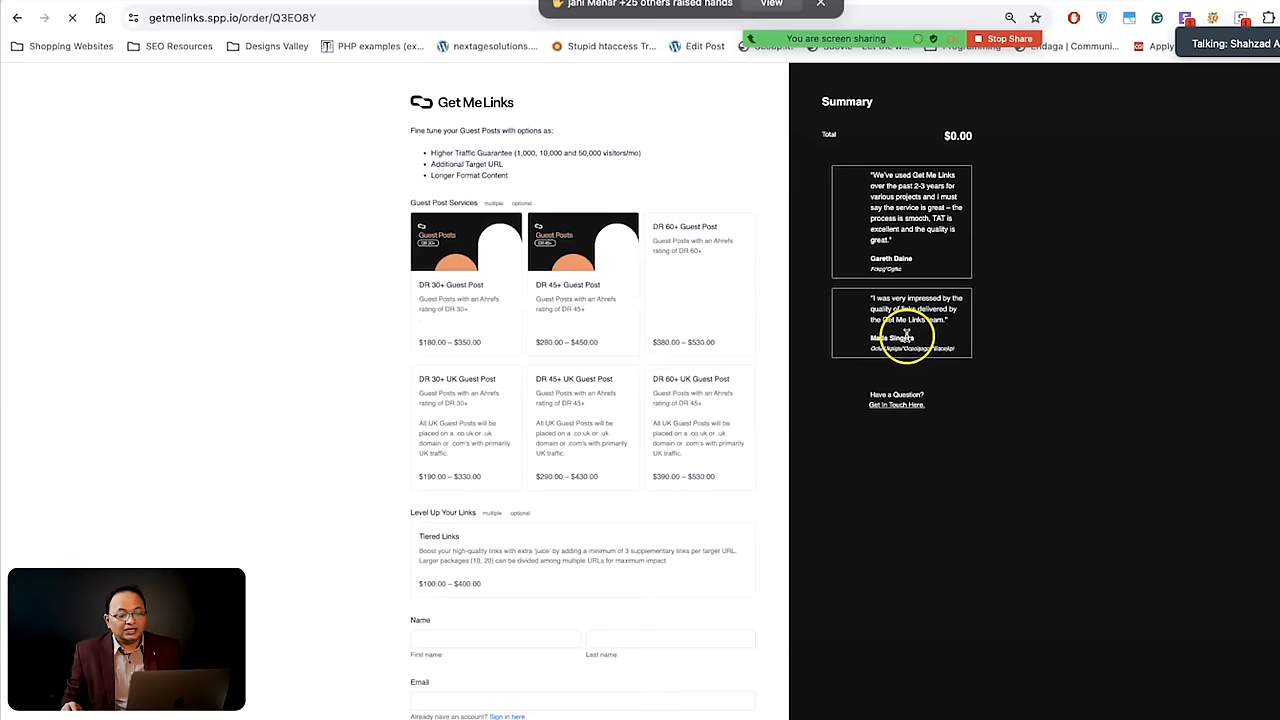 jani Mehar +25 others raised hands View
getmelinks.spp.io/order/Q3EO8Y
You are screen sharing
Stop Share
Talking: Shahzad A
Shopping Websites SEO Resources Designs Valley PHP examples (ex... nextagesolutions.... Stupid htaccess Tr... Edit Post Endaga | Communi... Apply
Get Me Links
Fine tune your Guest Posts with options as:
Higher Traffic Guarantee (1,000, 10,000 and 50,000 visitors/mo)
Additional Target URL
Longer Format Content
Guest Post Services multiple optional
Guest Posts
DR 30+
Guest Posts
DR 45+
DR 30+ Guest Post
Guest Posts with an Ahrefs
rating of DR 30+
$180.00 – $350.00
DR 45+ Guest Post
Guest Posts with an Ahrefs
rating of DR 45+
$280.00 – $450.00
DR 60+ Guest Post
Guest Posts with an Ahrefs
rating of DR 60+
$380.00 – $530.00
DR 30+ UK Guest Post
Guest Posts with an Ahrefs
rating of DR 30+
All UK Guest Posts will be
placed on a .co.uk or .uk
domain or .com's with primarily
UK traffic.
$190.00 – $330.00
DR 45+ UK Guest Post
Guest Posts with an Ahrefs
rating of DR 45+
All UK Guest Posts will be
placed on a .co.uk or .uk
domain or .com's with primarily
UK traffic.
$290.00 – $430.00
DR 60+ UK Guest Post
Guest Posts with an Ahrefs
rating of DR 60+
All UK Guest Posts will be
placed on a .co.uk or .uk
domain or .com's with primarily
UK traffic.
$390.00 – $530.00
Level Up Your Links multiple optional
Tiered Links
Boost your high-quality links with extra 'juice' by adding a minimum of 3 supplementary links per target URL.
Larger packages (10, 20) can be divided among multiple URLs for maximum impact
$100.00 – $400.00
Name
First name Last name
Email
Already have an account? Sign in here
Summary
Total $0.00
"We've used Get Me Links
over the past 2-3 years for
various projects and I must
say the service is great – the
process is smooth, TAT is
excellent and the quality is
great."
Gareth Daine
"I was very impressed by the
quality of links delivered by
the Get Me Links team."
Have a Question?
Get In Touch Here.